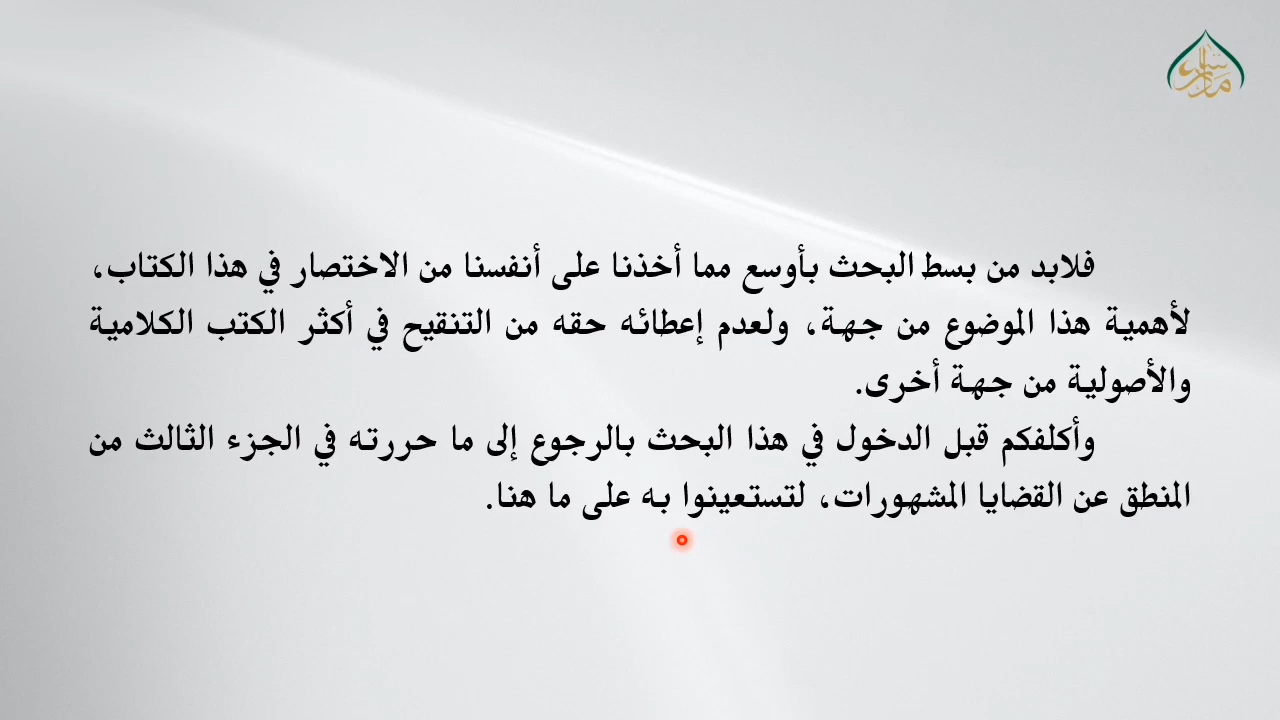 فلابد من بسط البحث بأوسع مما أخذنا على أنفسنا من الاختصار في هذا الكتاب،
لأهمية هذا الموضوع من جهة، ولعدم إعطائه حقه من التنقيح في أكثر الكتب الكلامية
والأصولية من جهة أخرى.
وأكلفكم قبل الدخول في هذا البحث بالرجوع إلى ما حررته في الجزء الثالث من
المنطق عن القضايا المشهورات، لتستعينوا به على ما هنا.